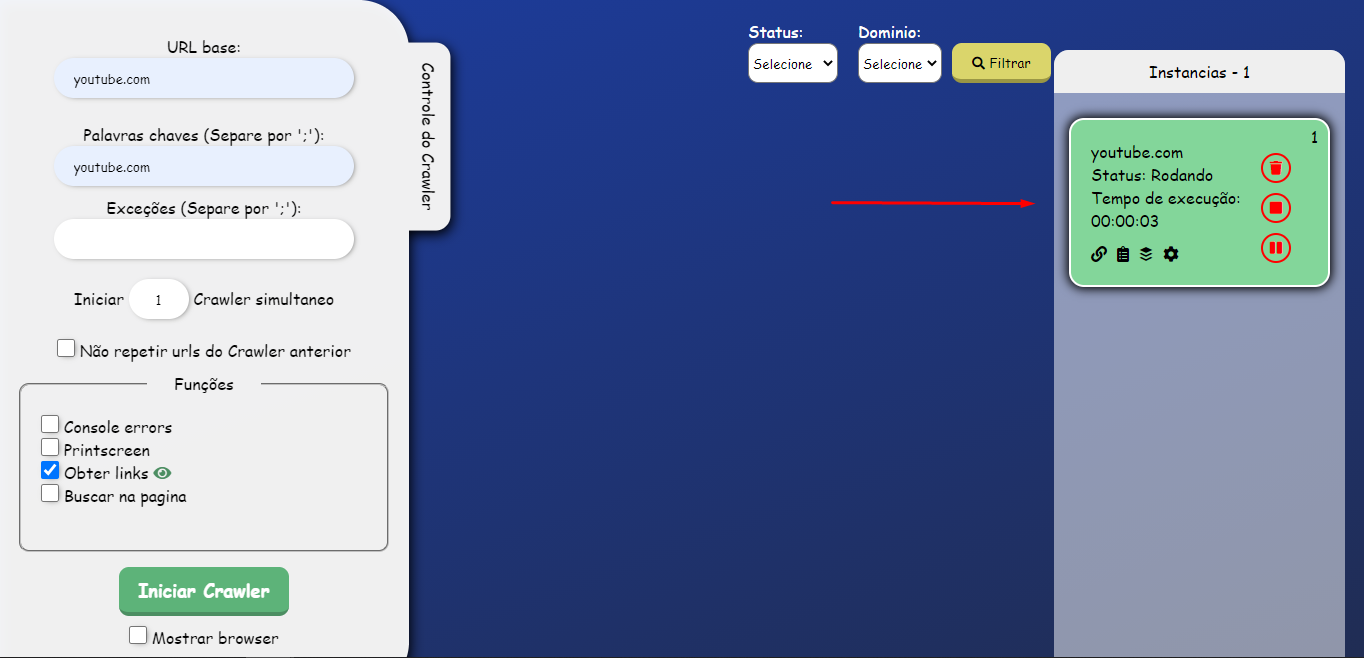 URL base:
youtube.com
Palavras chaves (Separe por ';'):
youtube.com
Exceções (Separe por ';'):
Iniciar 1 Crawler simultaneo
Não repetir urls do Crawler anterior
Funções
Console errors
Printscreen
Obter links
Buscar na pagina
Iniciar Crawler
Mostrar browser
Controle do Crawler
Status:
Selecione
Dominio:
Selecione
Filtrar
Instancias - 1
1
youtube.com
Status: Rodando
Tempo de execução:
00:00:03